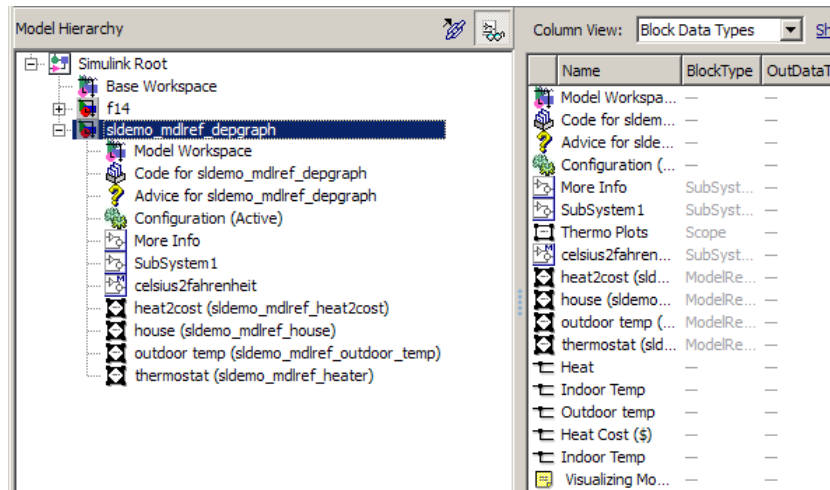 Model Hierarchy
Simulink Root
Base Workspace
f14
sldemo_mdlref_depgraph
Model Workspace
Code for sldemo_mdlref_depgraph
Advice for sldemo_mdlref_depgraph
Configuration (Active)
More Info
SubSystem1
celsius2fahrenheit
heat2cost (sldemo_mdlref_heat2cost)
house (sldemo_mdlref_house)
outdoor temp (sldemo_mdlref_outdoor_temp)
thermostat (sldemo_mdlref_heater)
Column View: Block Data Types Sh
Name BlockType OutDataT
Model Workspa... — —
Code for sldem... — —
Advice for slde... — —
Configuration (... — —
More Info SubSyst... —
SubSystem1 SubSyst... —
Thermo Plots Scope —
celsius2fahren... SubSyst... —
heat2cost (sld... ModelRe... —
house (sldemo... ModelRe... —
outdoor temp (... ModelRe... —
thermostat (sld... ModelRe... —
Heat — —
Indoor Temp — —
Outdoor temp — —
Heat Cost ($) — —
Indoor Temp — —
Visualizing Mo... — —